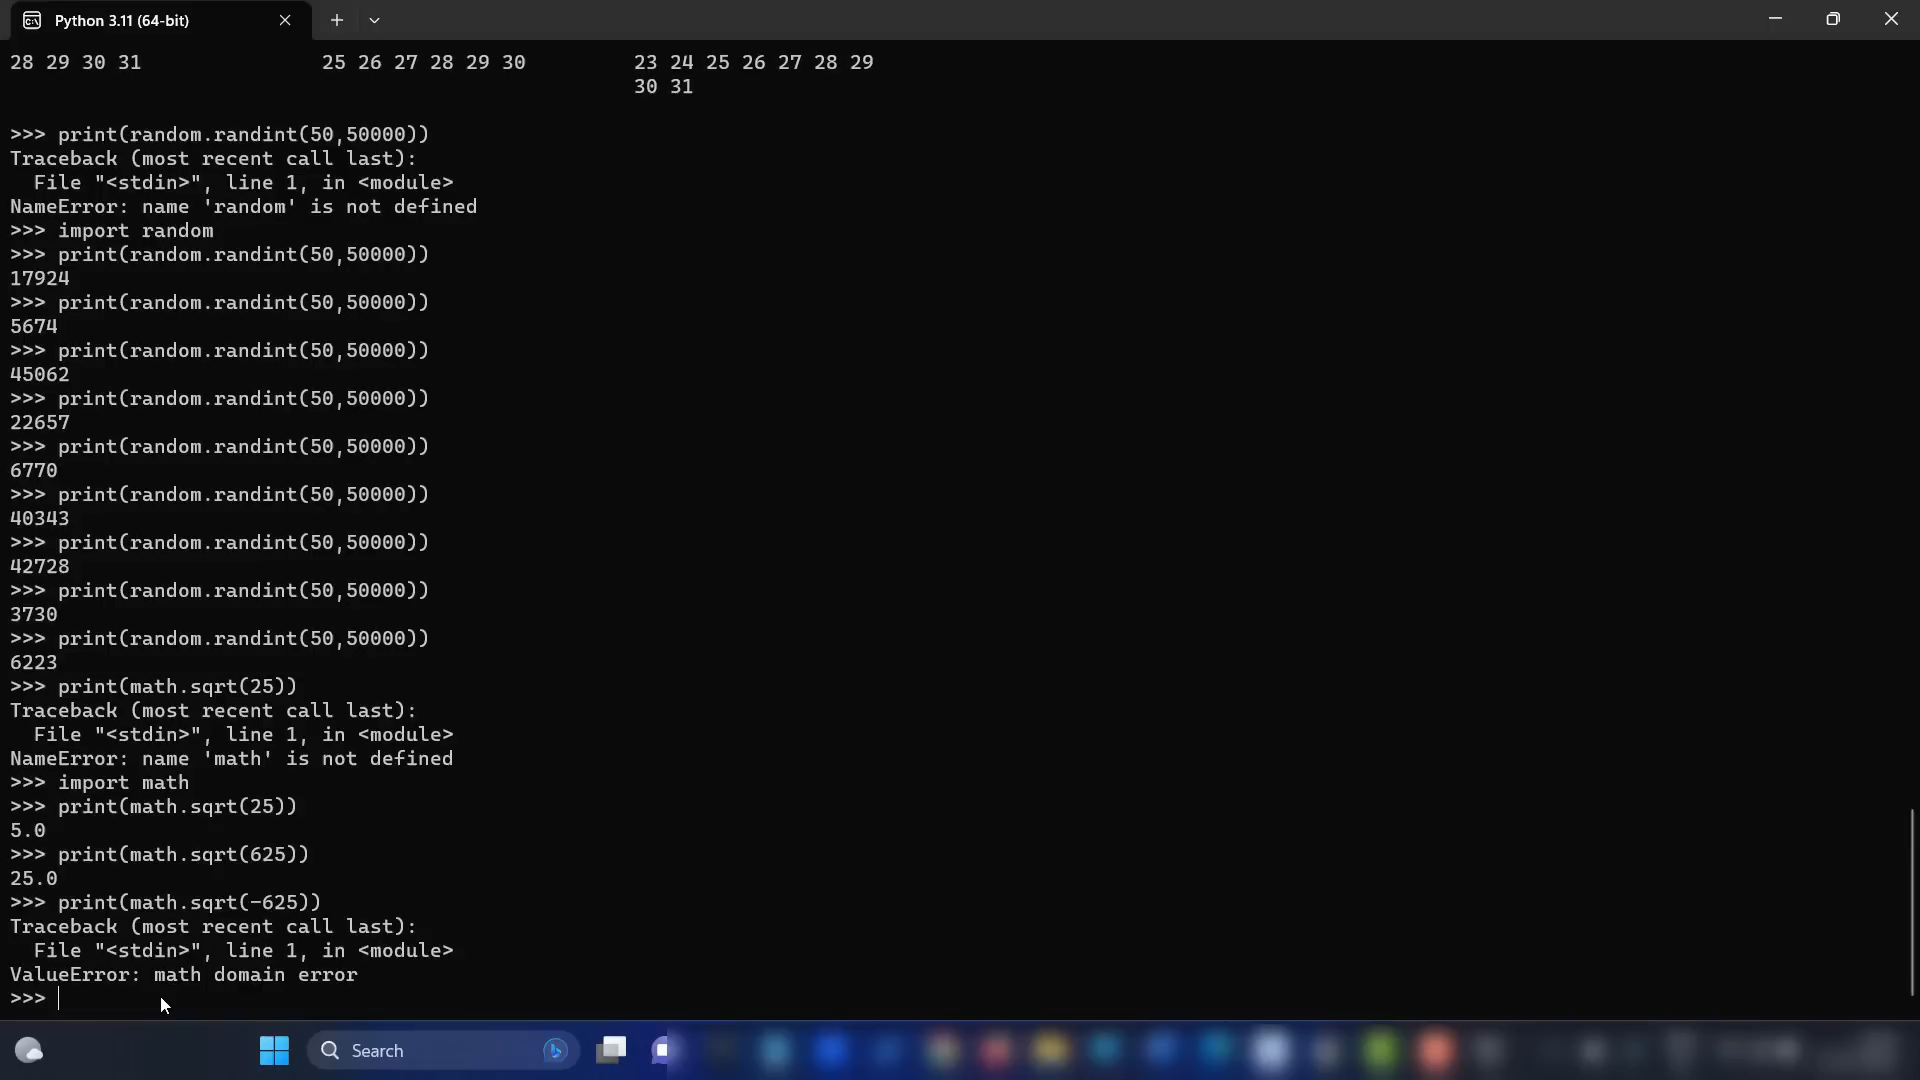 Python 3.11 (64-bit)
28 29 30 31 25 26 27 28 29 30 23 24 25 26 27 28 29
30 31
>>> print(random.randint(50,50000))
Traceback (most recent call last):
  File "<stdin>", line 1, in <module>
NameError: name 'random' is not defined
>>> import random
>>> print(random.randint(50,50000))
17924
>>> print(random.randint(50,50000))
5674
>>> print(random.randint(50,50000))
45062
>>> print(random.randint(50,50000))
22657
>>> print(random.randint(50,50000))
6770
>>> print(random.randint(50,50000))
40343
>>> print(random.randint(50,50000))
42728
>>> print(random.randint(50,50000))
3730
>>> print(random.randint(50,50000))
6223
>>> print(math.sqrt(25))
Traceback (most recent call last):
  File "<stdin>", line 1, in <module>
NameError: name 'math' is not defined
>>> import math
>>> print(math.sqrt(25))
5.0
>>> print(math.sqrt(625))
25.0
>>> print(math.sqrt(-625))
Traceback (most recent call last):
  File "<stdin>", line 1, in <module>
ValueError: math domain error
>>>
Search